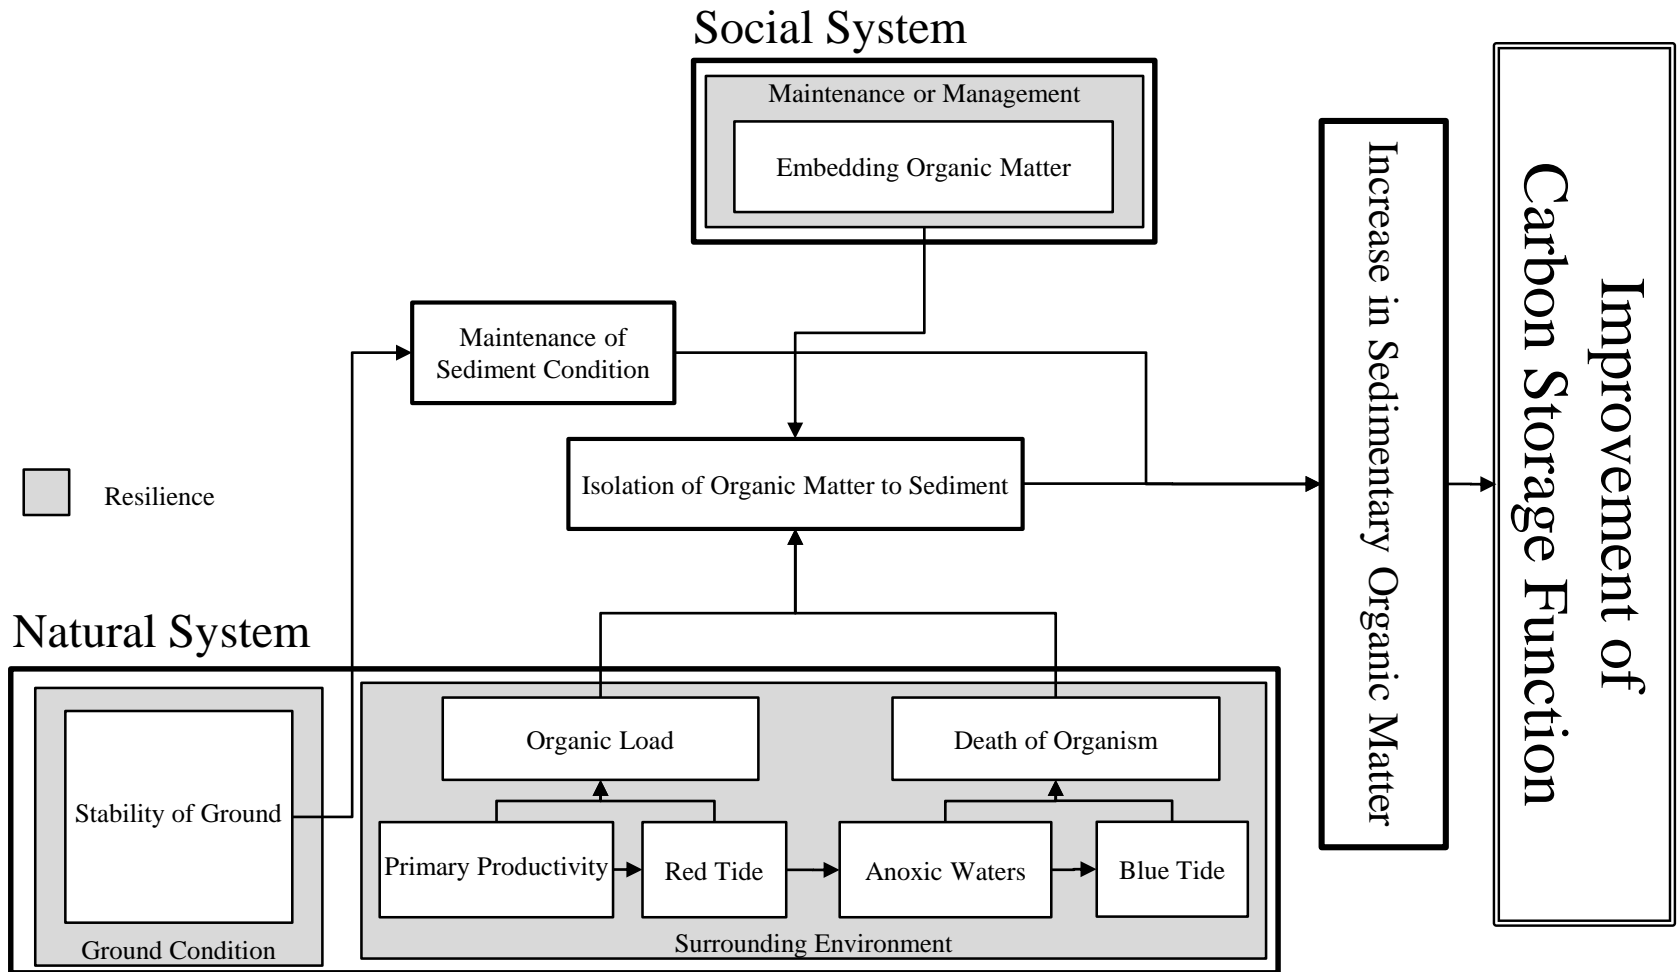 Social System
Maintenance or Management
Embedding Organic Matter
Maintenance of
Sediment Condition
Isolation of Organic Matter to Sediment
Resilience
Natural System
Stability of Ground
Ground Condition
Organic Load
Death of Organism
Primary Productivity
Red Tide
Anoxic Waters
Blue Tide
Surrounding Environment
Increase in Sedimentary Organic Matter
Improvement of
Carbon Storage Function